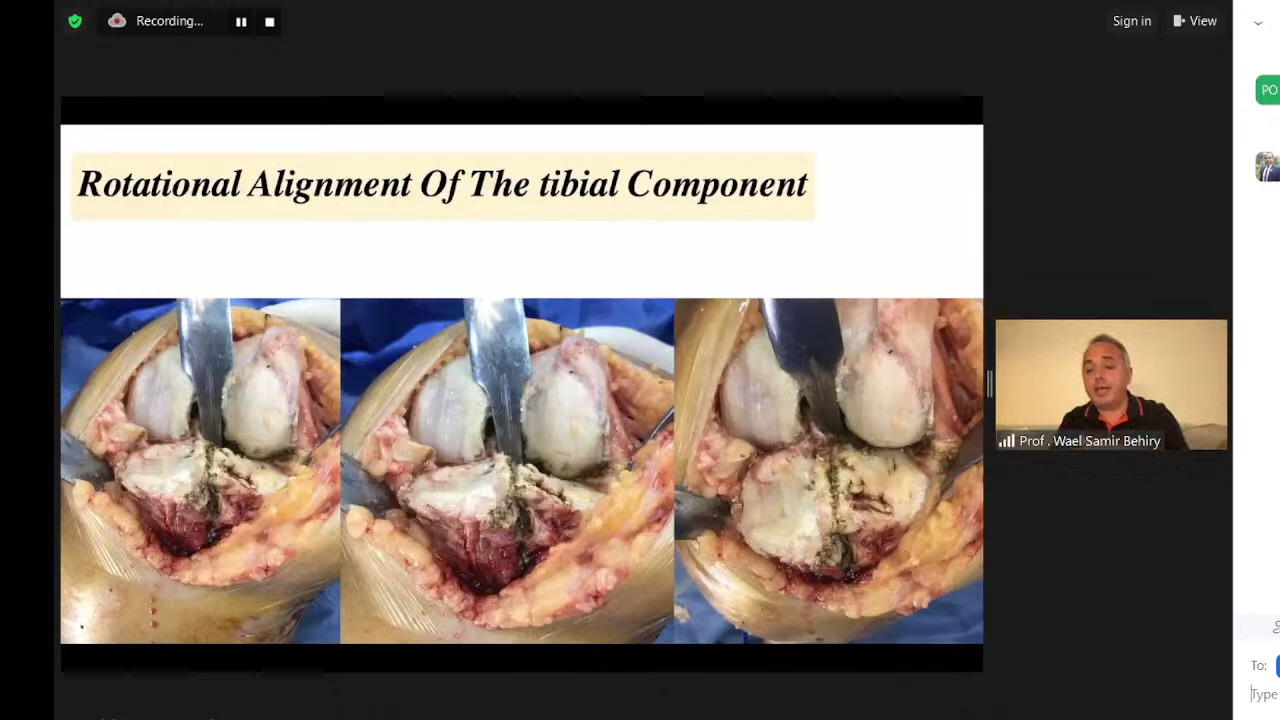 Recording...
Sign in
View
PO
Rotational Alignment Of The tibial Component
Prof . Wael Samir Behiry
To:
Type